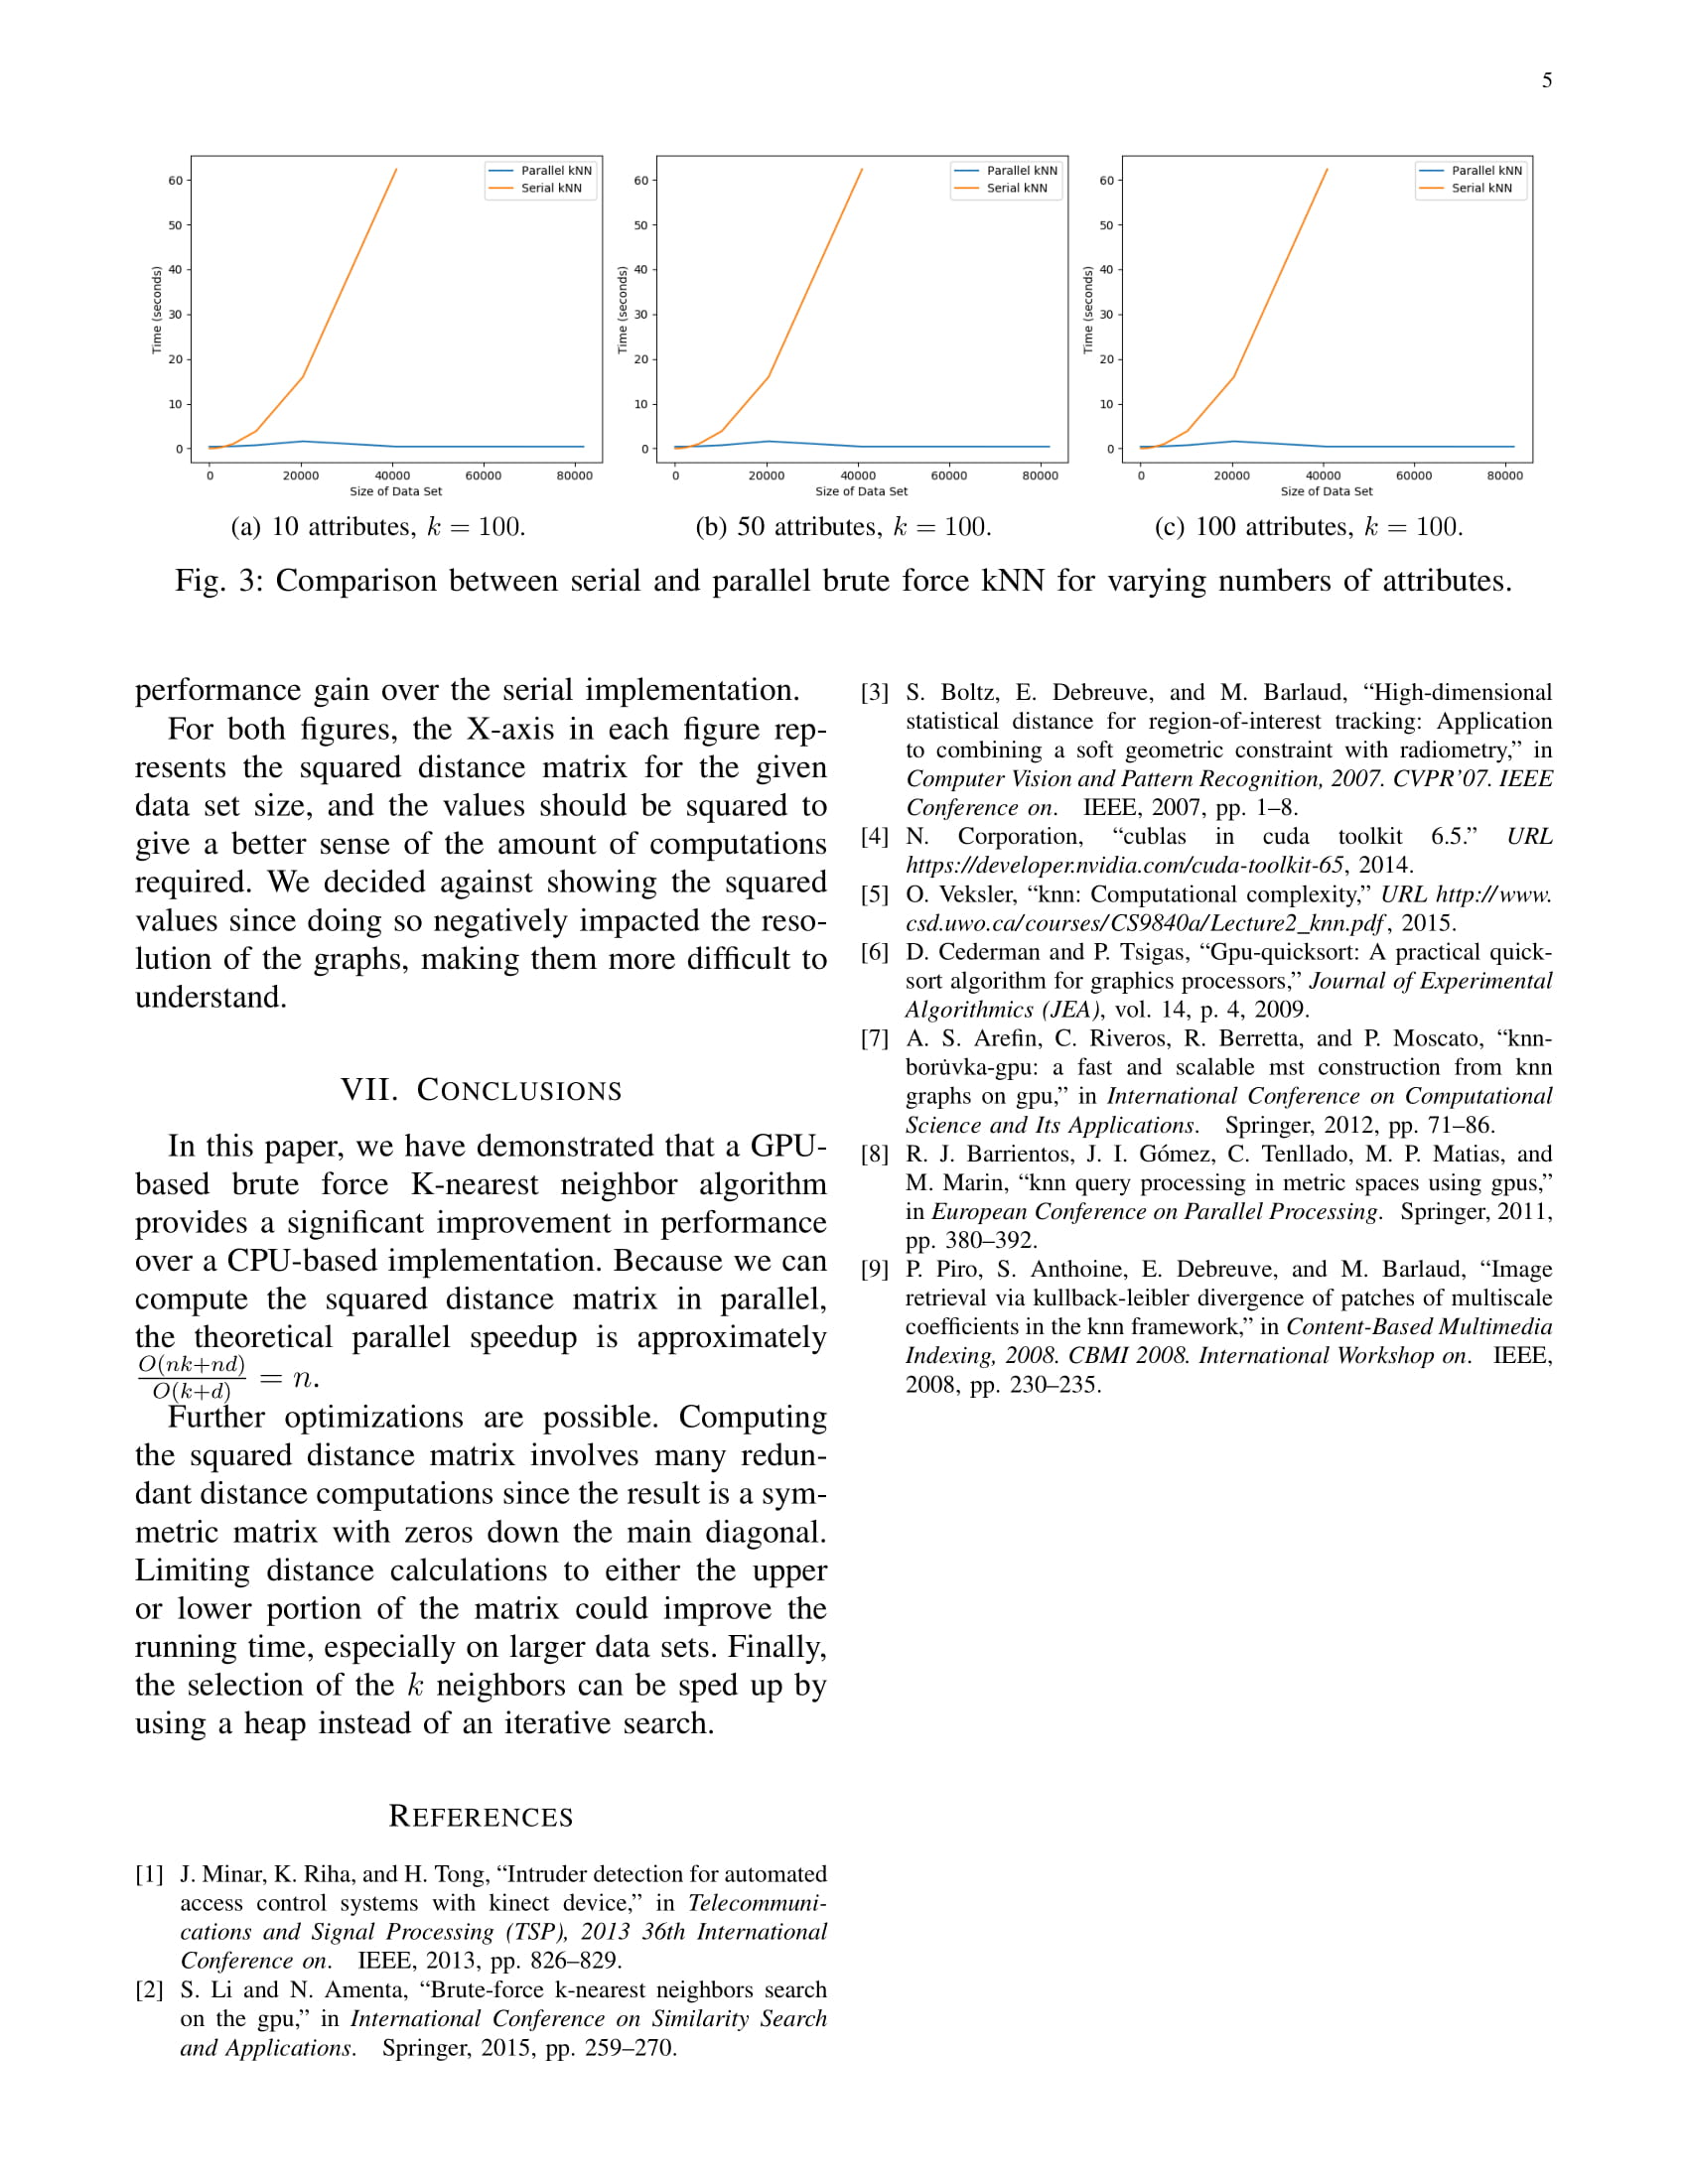 5
60
50
40
30
20
10
0
Time (seconds)
0 20000 40000 60000 80000
Size of Data Set
Parallel kNN
Serial kNN
(a) 10 attributes, k = 100.
60
50
40
30
20
10
0
Time (seconds)
0 20000 40000 60000 80000
Size of Data Set
Parallel kNN
Serial kNN
(b) 50 attributes, k = 100.
60
50
40
30
20
10
0
Time (seconds)
0 20000 40000 60000 80000
Size of Data Set
Parallel kNN
Serial kNN
(c) 100 attributes, k = 100.
Fig. 3: Comparison between serial and parallel brute force kNN for varying numbers of attributes.
performance gain over the serial implementation.
For both figures, the X-axis in each figure rep-
resents the squared distance matrix for the given
data set size, and the values should be squared to
give a better sense of the amount of computations
required. We decided against showing the squared
values since doing so negatively impacted the reso-
lution of the graphs, making them more difficult to
understand.
VII. CONCLUSIONS
In this paper, we have demonstrated that a GPU-
based brute force K-nearest neighbor algorithm
provides a significant improvement in performance
over a CPU-based implementation. Because we can
compute the squared distance matrix in parallel,
the theoretical parallel speedup is approximately
O(nk+nd)/O(k+d) = n.
Further optimizations are possible. Computing
the squared distance matrix involves many redun-
dant distance computations since the result is a sym-
metric matrix with zeros down the main diagonal.
Limiting distance calculations to either the upper
or lower portion of the matrix could improve the
running time, especially on larger data sets. Finally,
the selection of the k neighbors can be sped up by
using a heap instead of an iterative search.
REFERENCES
[1] J. Minar, K. Riha, and H. Tong, “Intruder detection for automated
access control systems with kinect device,” in Telecommuni-
cations and Signal Processing (TSP), 2013 36th International
Conference on. IEEE, 2013, pp. 826–829.
[2] S. Li and N. Amenta, “Brute-force k-nearest neighbors search
on the gpu,” in International Conference on Similarity Search
and Applications. Springer, 2015, pp. 259–270.
[3] S. Boltz, E. Debreuve, and M. Barlaud, “High-dimensional
statistical distance for region-of-interest tracking: Application
to combining a soft geometric constraint with radiometry,” in
Computer Vision and Pattern Recognition, 2007. CVPR’07. IEEE
Conference on. IEEE, 2007, pp. 1–8.
[4] N. Corporation, “cublas in cuda toolkit 6.5.” URL
https://developer.nvidia.com/cuda-toolkit-65, 2014.
[5] O. Veksler, “knn: Computational complexity,” URL http://www.
csd.uwo.ca/courses/CS9840a/Lecture2_knn.pdf, 2015.
[6] D. Cederman and P. Tsigas, “Gpu-quicksort: A practical quick-
sort algorithm for graphics processors,” Journal of Experimental
Algorithmics (JEA), vol. 14, p. 4, 2009.
[7] A. S. Arefin, C. Riveros, R. Berretta, and P. Moscato, “knn-
boru̇vka-gpu: a fast and scalable mst construction from knn
graphs on gpu,” in International Conference on Computational
Science and Its Applications. Springer, 2012, pp. 71–86.
[8] R. J. Barrientos, J. I. Gómez, C. Tenllado, M. P. Matias, and
M. Marin, “knn query processing in metric spaces using gpus,”
in European Conference on Parallel Processing. Springer, 2011,
pp. 380–392.
[9] P. Piro, S. Anthoine, E. Debreuve, and M. Barlaud, “Image
retrieval via kullback-leibler divergence of patches of multiscale
coefficients in the knn framework,” in Content-Based Multimedia
Indexing, 2008. CBMI 2008. International Workshop on. IEEE,
2008, pp. 230–235.